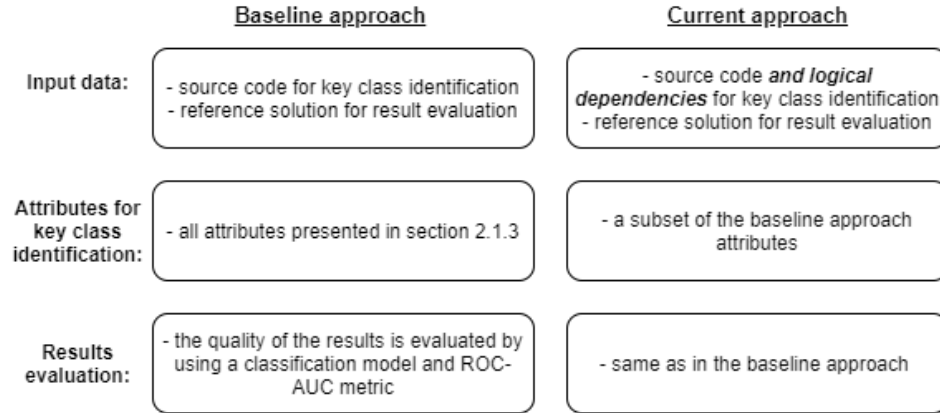 Baseline approach
Current approach
Input data:
- source code for key class identification
- reference solution for result evaluation
- source code and logical
dependencies for key class identification
- reference solution for result evaluation
Attributes for
key class
identification:
- all attributes presented in section 2.1.3
- a subset of the baseline approach
attributes
Results
evaluation:
- the quality of the results is evaluated by
using a classification model and ROC-
AUC metric
- same as in the baseline approach